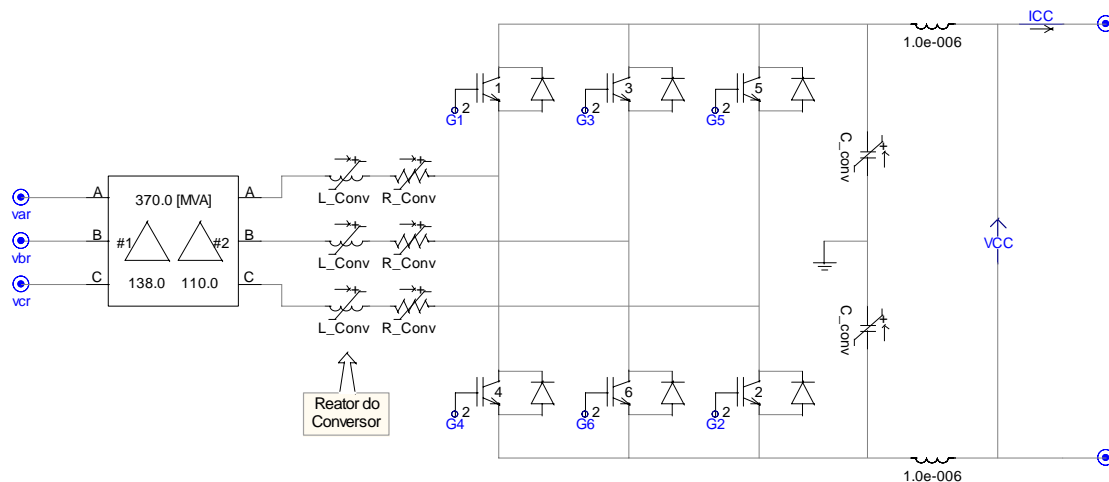 ICC
1.0e-006
1
3
5
2
2
2
G1
G3
G5
C_conv
L_Conv
R_Conv
A
370.0 [MVA]
A
var
B
#1
#2
B
L_Conv
R_Conv
vbr
VCC
C
138.0
110.0
C
vcr
L_Conv
R_Conv
C_conv
4
6
2
2
2
2
G4
G6
G2
Reator do
Conversor
1.0e-006